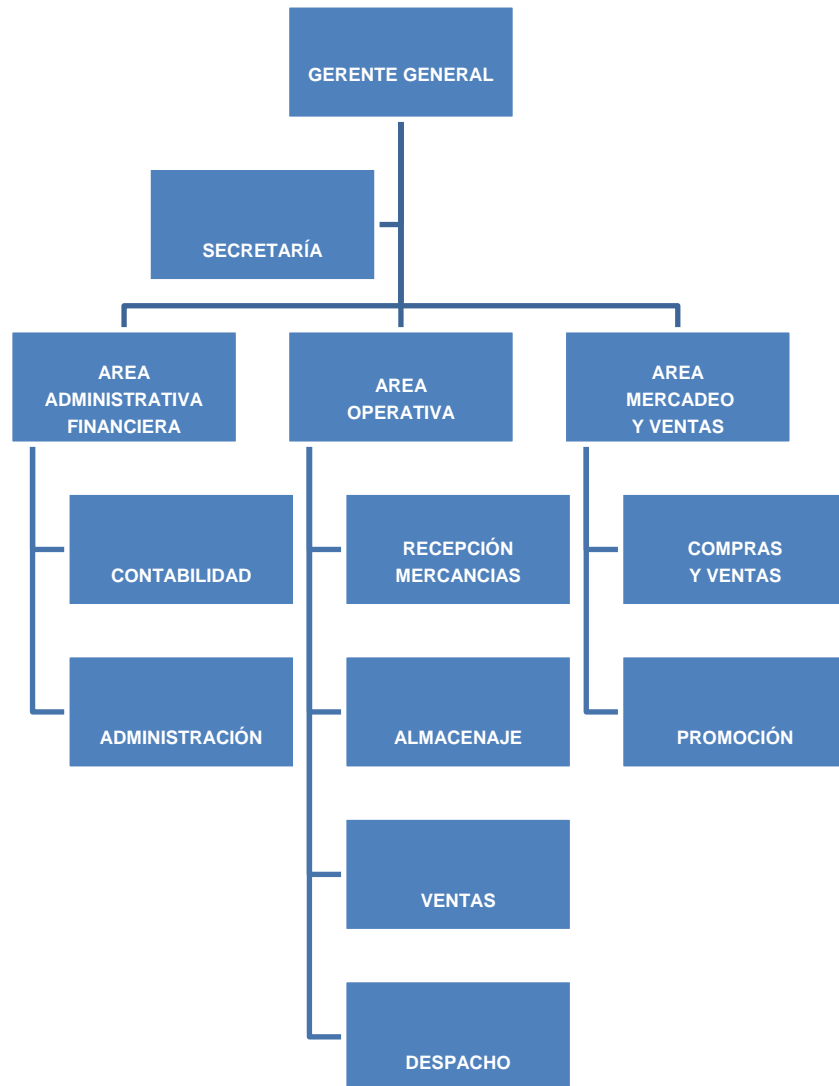 GERENTE GENERAL
SECRETARÍA
AREA
ADMINISTRATIVA
FINANCIERA
AREA
OPERATIVA
AREA
MERCADEO
Y VENTAS
CONTABILIDAD
RECEPCIÓN
MERCANCIAS
COMPRAS
Y VENTAS
ADMINISTRACIÓN
ALMACENAJE
PROMOCIÓN
VENTAS
DESPACHO